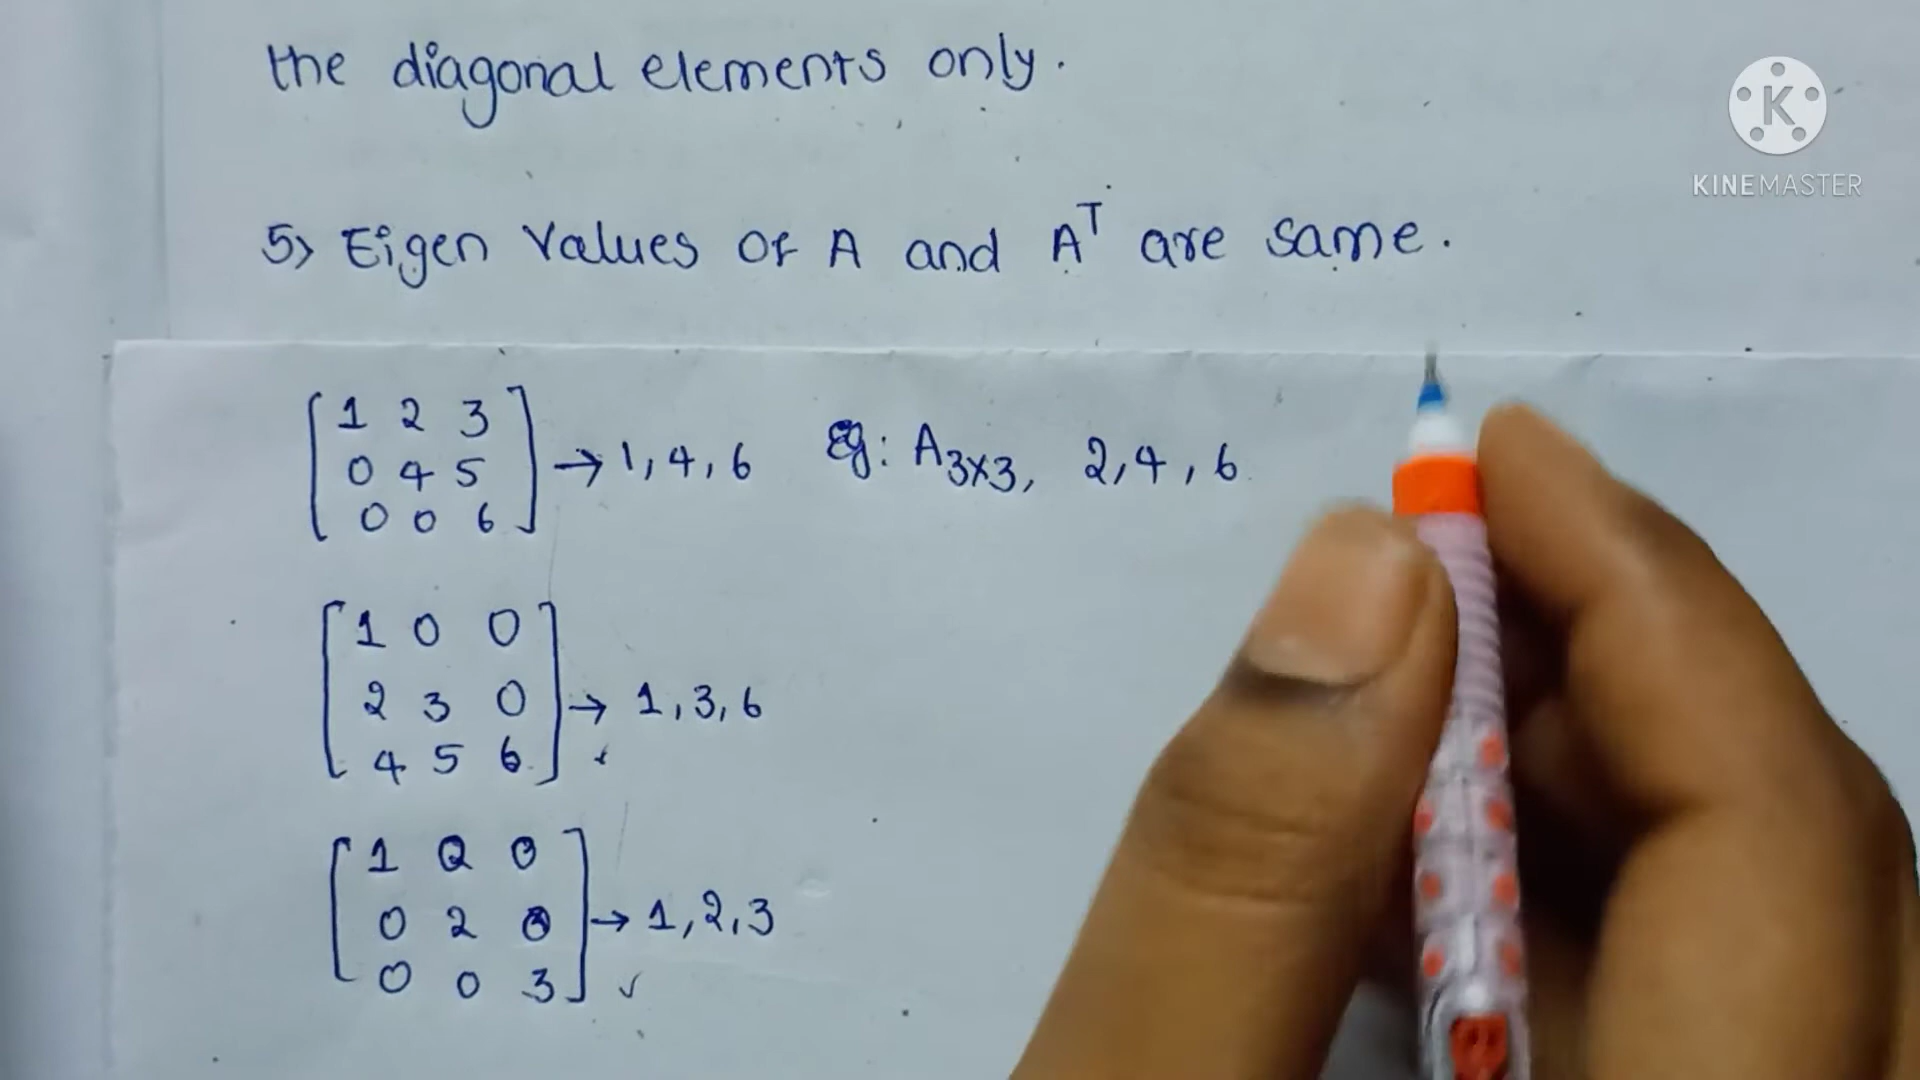 the diagonal elements only.
K
KINEMASTER
5) Eigen Values Of A and Aᵀ are same.
[1 2 3
0 4 5
0 0 6] → 1, 4, 6
Eg: A₃ₓ₃, 2, 4, 6
[1 0 0
2 3 0
4 5 6] → 1, 3, 6
[1 0 0
0 2 0
0 0 3] → 1, 2, 3